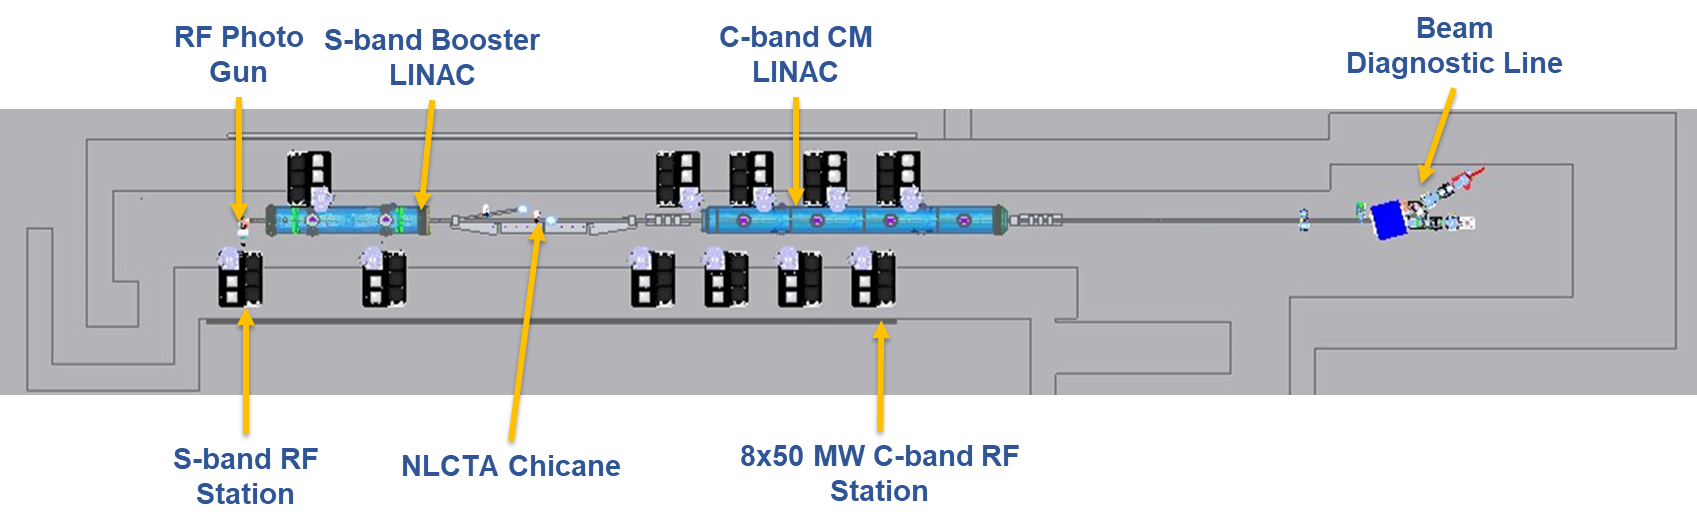 RF Photo
Gun
S-band Booster
LINAC
C-band CM
LINAC
Beam
Diagnostic Line
S-band RF
Station
NLCTA Chicane
8x50 MW C-band RF
Station